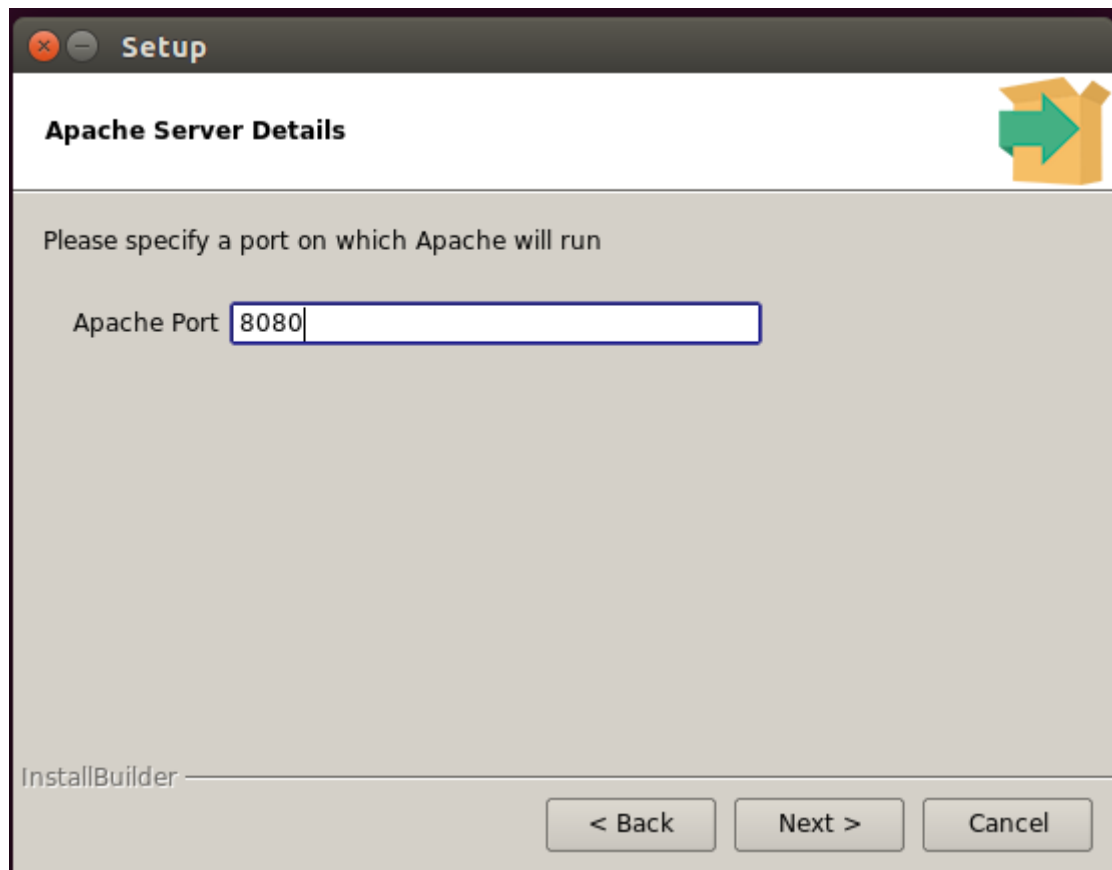 Setup
Apache Server Details
Please specify a port on which Apache will run
Apache Port 8080
InstallBuilder
< Back Next > Cancel